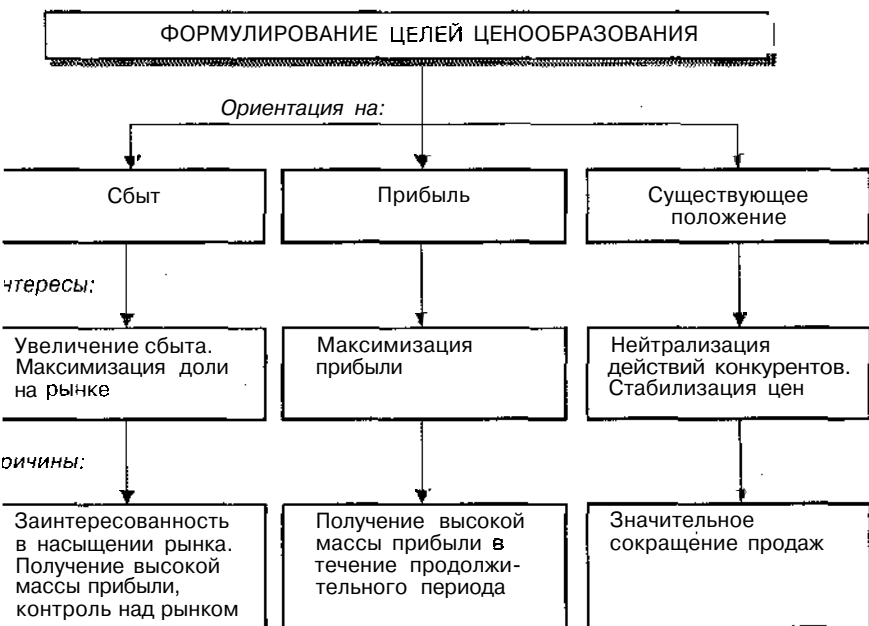 ФОРМУЛИРОВАНИЕ ЦЕЛЕЙ ЦЕНООБРАЗОВАНИЯ
Ориентация на:
Сбыт
Прибыль
Существующее
положение
нтересы:
Увеличение сбыта.
Максимизация доли
на рынке
Максимизация
прибыли
Нейтрализация
действий конкурентов.
Стабилизация цен
ричины:
Заинтересованность
в насыщении рынка.
Получение высокой
массы прибыли,
контроль над рынком
Получение высокой
массы прибыли в
течение продолжи-
тельного периода
Значительное
сокращение продаж